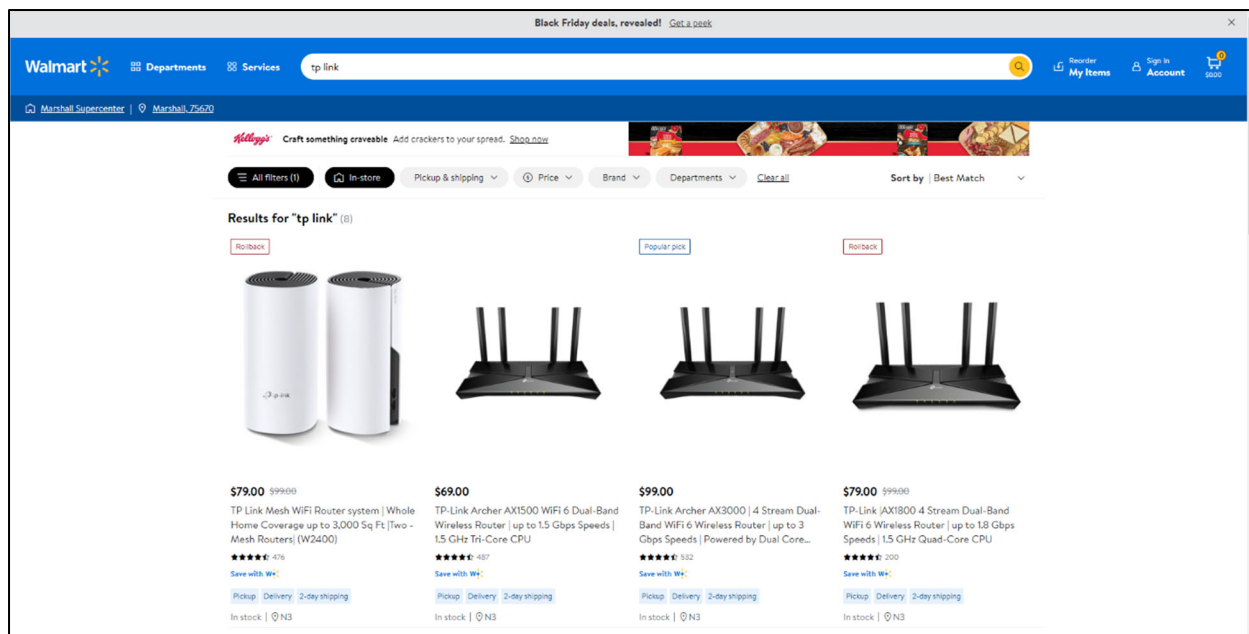 Black Friday deals, revealed! Get a peek
Walmart Departments Services tp link Reorder My Items Sign In Account 0 $0.00
Marshall Supercenter | Marshall, 75670
Kellogg's Craft something craveable Add crackers to your spread. Shop now
All filters (1) In-store Pickup & shipping Price Brand Departments Clear all Sort by | Best Match
Results for "tp link" (8)
Rollback
Popular pick
Rollback
tp-link
$79.00 $99.00
TP Link Mesh WiFi Router system | Whole
Home Coverage up to 3,000 Sq Ft |Two -
Mesh Routers| (W2400)
476
Save with W+
Pickup Delivery 2-day shipping
In stock | N3
$69.00
TP-Link Archer AX1500 WiFi 6 Dual-Band
Wireless Router | up to 1.5 Gbps Speeds |
1.5 GHz Tri-Core CPU
487
Save with W+
Pickup Delivery 2-day shipping
In stock | N3
$99.00
TP-Link Archer AX3000 | 4 Stream Dual-
Band WiFi 6 Wireless Router | up to 3
Gbps Speeds | Powered by Dual Core...
532
Save with W+
Pickup Delivery 2-day shipping
In stock | N3
$79.00 $99.00
TP-Link |AX1800 4 Stream Dual-Band
WiFi 6 Wireless Router | up to 1.8 Gbps
Speeds | 1.5 GHz Quad-Core CPU
200
Save with W+
Pickup Delivery 2-day shipping
In stock | N3